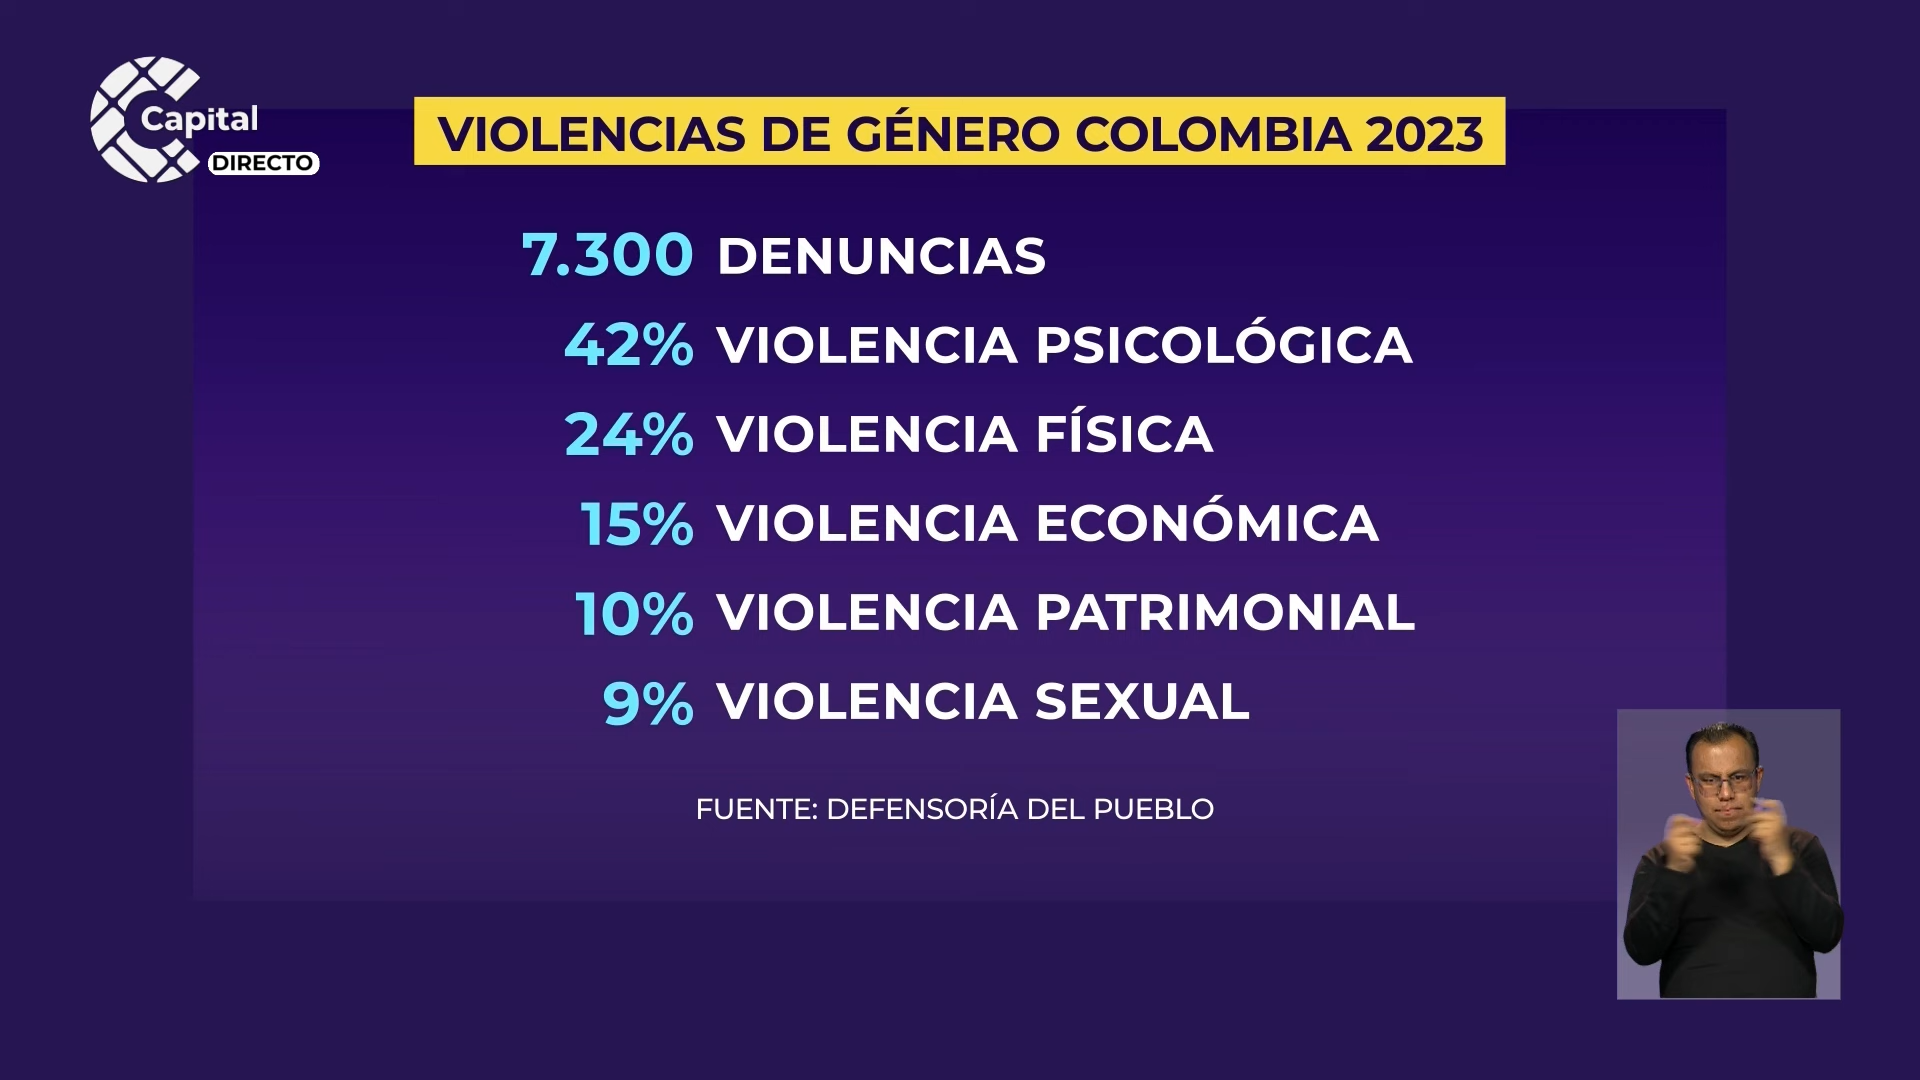 Capital
DIRECTO
VIOLENCIAS DE GÉNERO COLOMBIA 2023
7.300 DENUNCIAS
42% VIOLENCIA PSICOLÓGICA
24% VIOLENCIA FÍSICA
15% VIOLENCIA ECONÓMICA
10% VIOLENCIA PATRIMONIAL
9% VIOLENCIA SEXUAL
FUENTE: DEFENSORÍA DEL PUEBLO